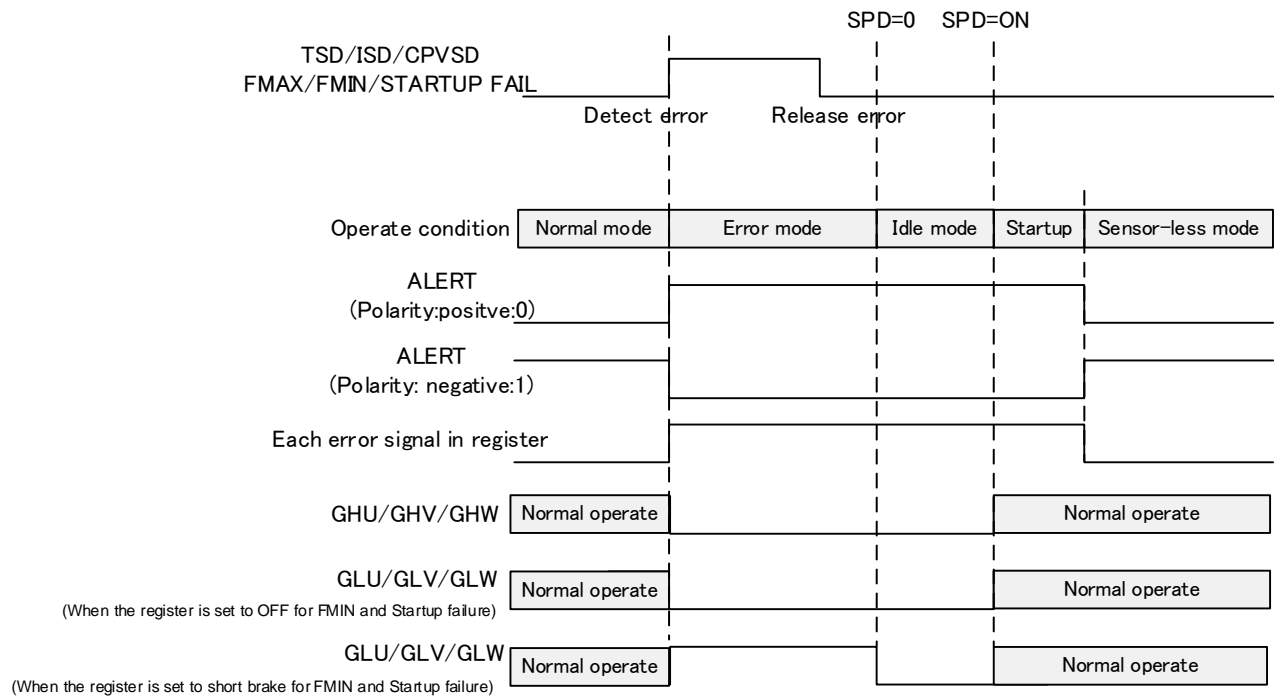 SPD=0 SPD=ON
TSD/ISD/CPVSD
FMAX/FMIN/STARTUP FAIL
Detect error Release error
Operate condition Normal mode Error mode Idle mode Startup Sensor-less mode
ALERT
(Polarity:positve:0)
ALERT
(Polarity: negative:1)
Each error signal in register
GHU/GHV/GHW Normal operate Normal operate
GLU/GLV/GLW Normal operate Normal operate
(When the register is set to OFF for FMIN and Startup failure)
GLU/GLV/GLW Normal operate Normal operate
(When the register is set to short brake for FMIN and Startup failure)